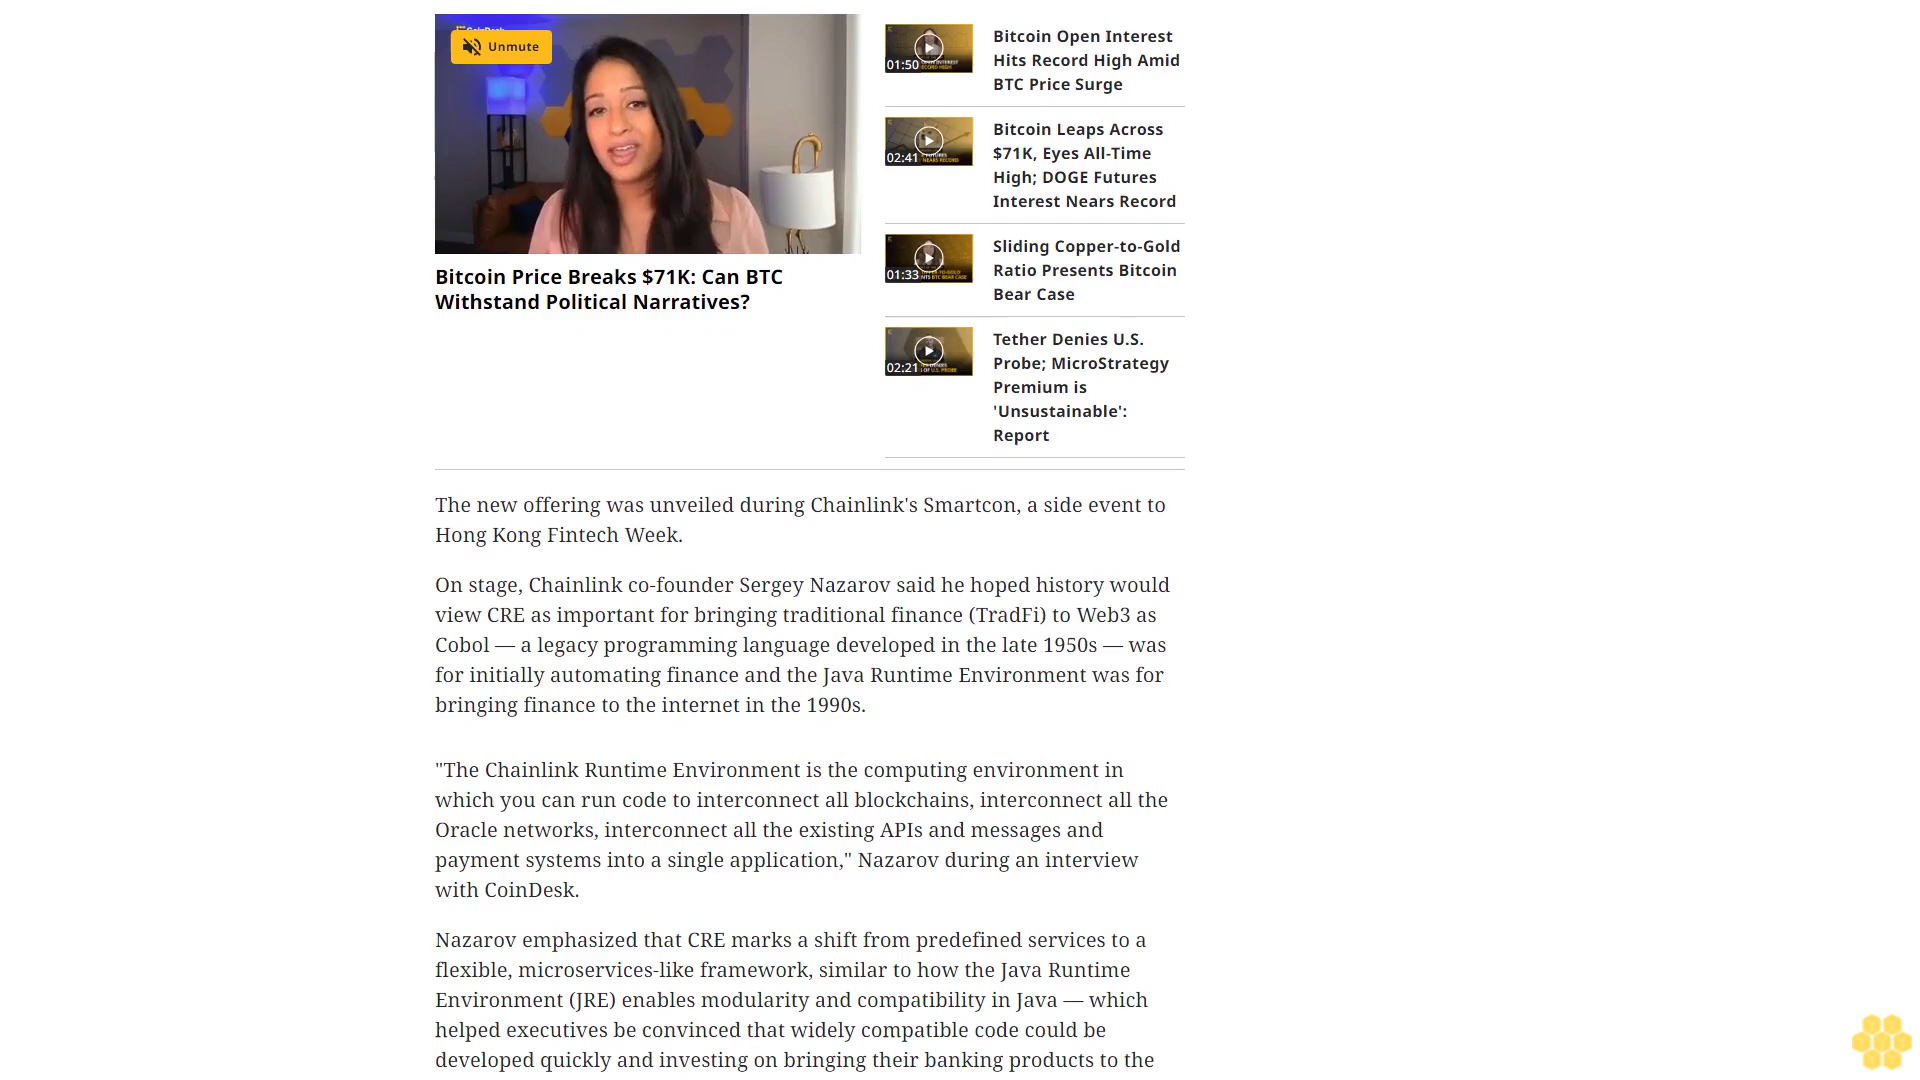 Unmute
Bitcoin Price Breaks $71K: Can BTC
Withstand Political Narratives?
01:50
Bitcoin Open Interest
Hits Record High Amid
BTC Price Surge
02:41
Bitcoin Leaps Across
$71K, Eyes All-Time
High; DOGE Futures
Interest Nears Record
01:33
Sliding Copper-to-Gold
Ratio Presents Bitcoin
Bear Case
02:21
Tether Denies U.S.
Probe; MicroStrategy
Premium is
'Unsustainable':
Report
The new offering was unveiled during Chainlink's Smartcon, a side event to
Hong Kong Fintech Week.
On stage, Chainlink co-founder Sergey Nazarov said he hoped history would
view CRE as important for bringing traditional finance (TradFi) to Web3 as
Cobol — a legacy programming language developed in the late 1950s — was
for initially automating finance and the Java Runtime Environment was for
bringing finance to the internet in the 1990s.
"The Chainlink Runtime Environment is the computing environment in
which you can run code to interconnect all blockchains, interconnect all the
Oracle networks, interconnect all the existing APIs and messages and
payment systems into a single application," Nazarov during an interview
with CoinDesk.
Nazarov emphasized that CRE marks a shift from predefined services to a
flexible, microservices-like framework, similar to how the Java Runtime
Environment (JRE) enables modularity and compatibility in Java — which
helped executives be convinced that widely compatible code could be
developed quickly and investing on bringing their banking products to the